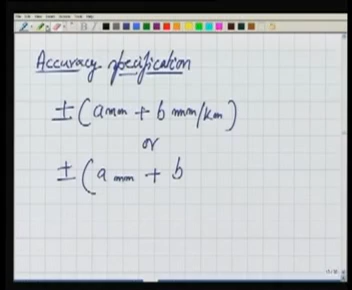 Accuracy specification
± (a mm + b mm/km)
or
± (a mm + b